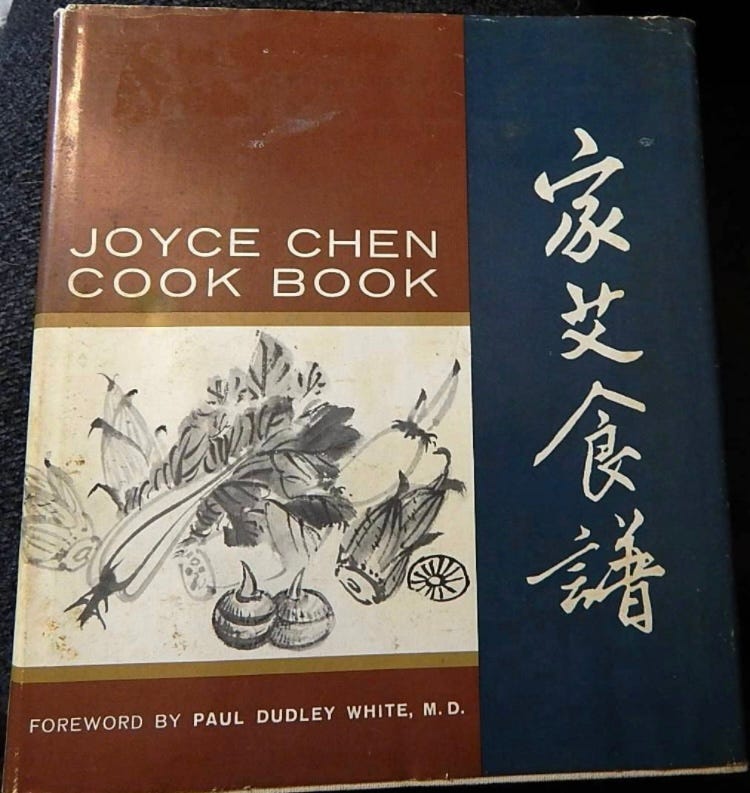 JOYCE CHEN
COOK BOOK
FOREWORD BY PAUL DUDLEY WHITE, M.D.
家艾食譜